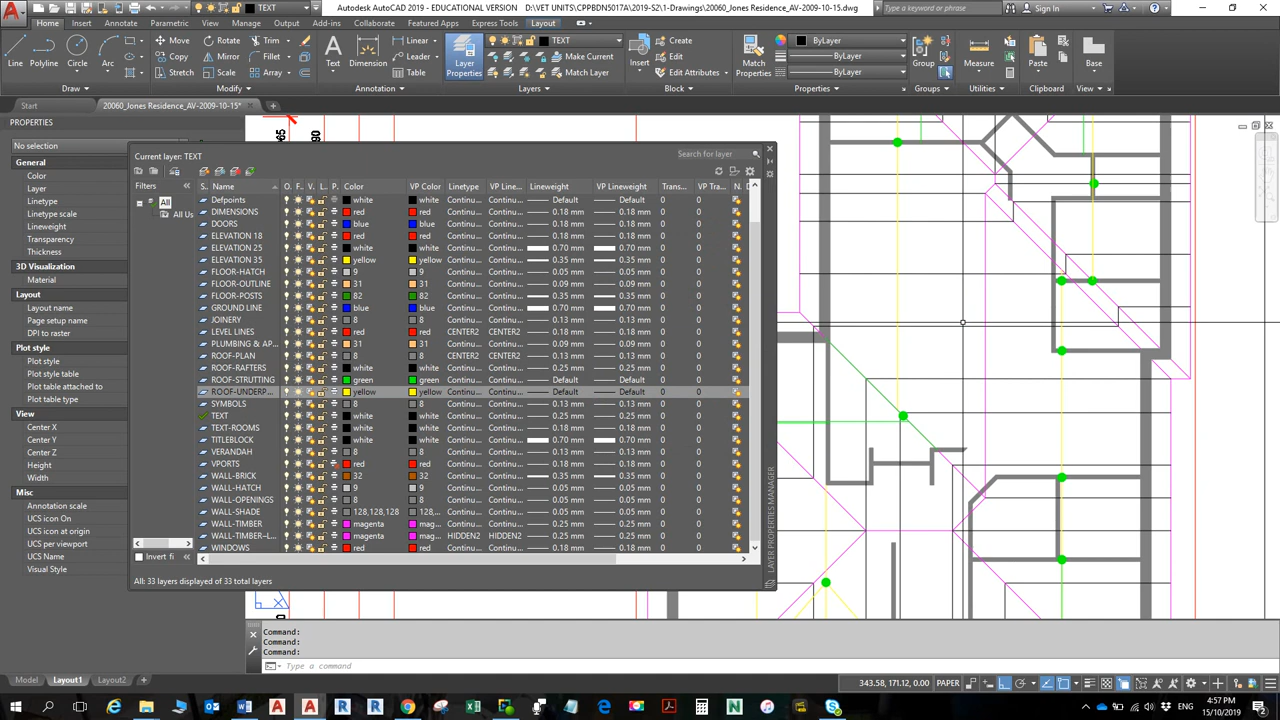 TEXT
Autodesk AutoCAD 2019 - EDUCATIONAL VERSION
D:\VET UNITS\CPPBDN5017A\2019-S2\1-Drawings\20060_Jones Residence_AV-2009-10-15.dwg
Type a keyword or phrase
Sign In
Home Insert Annotate Parametric View Manage Output Add-ins Collaborate Featured Apps Express Tools Layout
Line Polyline Circle Arc
Move Rotate Trim
Copy Mirror Fillet
Stretch Scale Array
Text Dimension
Linear
Leader
Table
Layer Properties
TEXT
Make Current
Match Layer
Insert
Create
Edit
Edit Attributes
Match Properties
ByLayer
ByLayer
ByLayer
Group
Measure
Paste
Base
Draw Modify Annotation Layers Block Properties Groups Utilities Clipboard View
Start
20060_Jones Residence_AV-2009-10-15*
PROPERTIES
No selection
General
Color
Layer
Linetype
Linetype scale
Lineweight
Transparency
Thickness
3D Visualization
Material
Layout
Layout name
Page setup name
DPI to raster
Plot style
Plot style
Plot style table
Plot table attached to
Plot table type
View
Center X
Center Y
Center Z
Height
Width
Misc
Annotation scale
UCS icon On
UCS icon at origin
UCS per viewport
UCS Name
Visual Style
Current layer: TEXT
Search for layer
Filters
All
All Us
Invert fi
S.. Name O. F. V. L.. P. Color VP Color Linetype VP Line... Lineweight VP Lineweight Trans... VP Tra... N.
Defpoints white white Continu... Continu... Default Default 0 0
DIMENSIONS red red Continu... Continu... 0.18 mm 0.18 mm 0 0
DOORS blue blue Continu... Continu... 0.18 mm 0.18 mm 0 0
ELEVATION 18 red red Continu... Continu... 0.18 mm 0.18 mm 0 0
ELEVATION 25 white white Continu... Continu... 0.70 mm 0.70 mm 0 0
ELEVATION 35 yellow yellow Continu... Continu... 0.35 mm 0.35 mm 0 0
FLOOR-HATCH 9 9 Continu... Continu... 0.05 mm 0.05 mm 0 0
FLOOR-OUTLINE 31 31 Continu... Continu... 0.09 mm 0.09 mm 0 0
FLOOR-POSTS 82 82 Continu... Continu... 0.35 mm 0.35 mm 0 0
GROUND LINE blue blue Continu... Continu... 0.70 mm 0.70 mm 0 0
JOINERY 8 8 Continu... Continu... 0.13 mm 0.13 mm 0 0
LEVEL LINES red red CENTER2 CENTER2 0.18 mm 0.18 mm 0 0
PLUMBING & AP... 31 31 Continu... Continu... 0.13 mm 0.13 mm 0 0
ROOF-PLAN 8 8 CENTER2 CENTER2 0.13 mm 0.13 mm 0 0
ROOF-RAFTERS white white Continu... Continu... 0.25 mm 0.25 mm 0 0
ROOF-STRUTTING green green Continu... Continu... Default Default 0 0
ROOF-UNDERP... yellow yellow Continu... Continu... Default Default 0 0
SYMBOLS 8 8 Continu... Continu... 0.13 mm 0.13 mm 0 0
TEXT white white Continu... Continu... 0.25 mm 0.25 mm 0 0
TEXT-ROOMS white white Continu... Continu... 0.18 mm 0.18 mm 0 0
TITLEBLOCK white white Continu... Continu... 0.70 mm 0.70 mm 0 0
VERANDAH 8 8 Continu... Continu... 0.13 mm 0.13 mm 0 0
VPORTS red red Continu... Continu... 0.18 mm 0.18 mm 0 0
WALL-BRICK 32 32 Continu... Continu... 0.35 mm 0.35 mm 0 0
WALL-HATCH 9 9 Continu... Continu... 0.05 mm 0.05 mm 0 0
WALL-OPENINGS 8 8 Continu... Continu... 0.05 mm 0.05 mm 0 0
WALL-SHADE 128,128,128 128,... Continu... Continu... 0.05 mm 0.05 mm 0 0
WALL-TIMBER magenta mag... Continu... Continu... 0.25 mm 0.25 mm 0 0
WALL-TIMBER-L... magenta mag... HIDDEN2 HIDDEN2 0.18 mm 0.18 mm 0 0
WINDOWS red red Continu... Continu... 0.18 mm 0.18 mm 0 0
All: 33 layers displayed of 33 total layers
LAYER PROPERTIES MANAGER
Command:
Command:
Command:
Type a command
Model Layout1 Layout2
343.58, 171.12, 0.00 PAPER
4:57 PM
15/10/2019